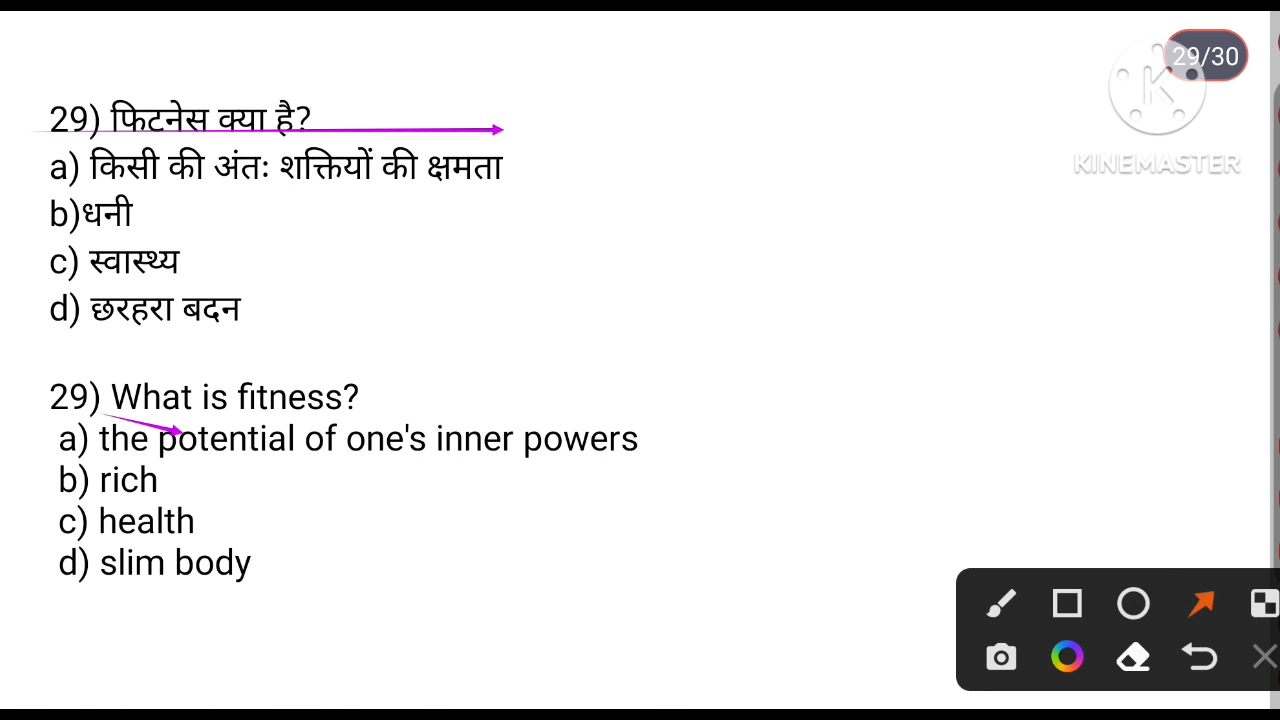 29/30
KINEMASTER
29) फिटनेस क्या है?
a) किसी की अंतः शक्तियों की क्षमता
b)धनी
c) स्वास्थ्य
d) छरहरा बदन
29) What is fitness?
a) the potential of one's inner powers
b) rich
c) health
d) slim body